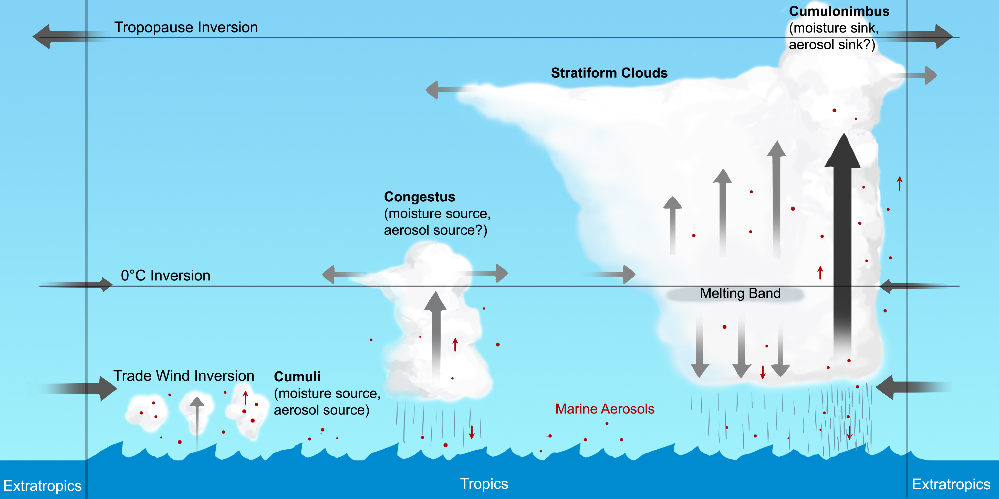 Tropopause Inversion
Cumulonimbus
(moisture sink,
aerosol sink?)
Stratiform Clouds
Congestus
(moisture source,
aerosol source?)
0°C Inversion
Melting Band
Trade Wind Inversion
Cumuli
(moisture source,
aerosol source)
Marine Aerosols
Extratropics
Tropics
Extratropics